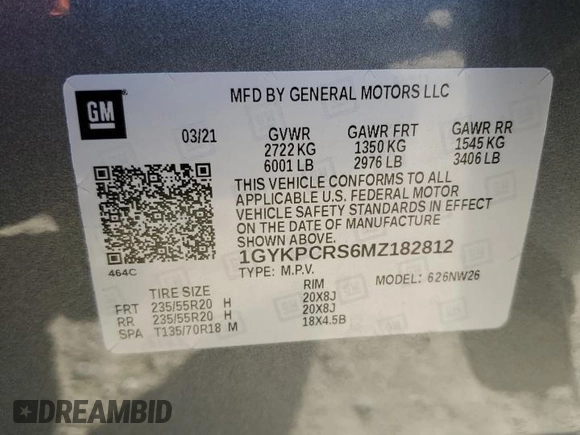 GM
MFD BY GENERAL MOTORS LLC
03/21 GVWR GAWR FRT GAWR RR
2722 KG 1350 KG 1545 KG
6001 LB 2976 LB 3406 LB
THIS VEHICLE CONFORMS TO ALL
APPLICABLE U.S. FEDERAL MOTOR
VEHICLE SAFETY STANDARDS IN EFFECT
ON THE DATE OF MANUFACTURE
SHOWN ABOVE.
464C
1GYKPCRS6MZ182812
TYPE: M.P.V. MODEL: 626NW26
TIRE SIZE RIM
FRT 235/55R20 H 20X8J
RR 235/55R20 H 20X8J
SPA T135/70R18 M 18X4.5B
DREAMBID